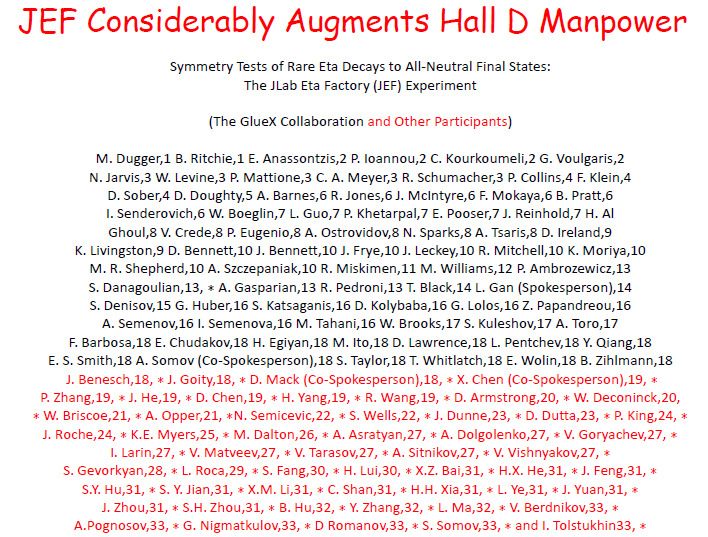 JEF Considerably Augments Hall D Manpower
Symmetry Tests of Rare Eta Decays to All-Neutral Final States:
The JLab Eta Factory (JEF) Experiment
(The GlueX Collaboration and Other Participants)
M. Dugger,1 B. Ritchie,1 E. Anassontzis,2 P. Ioannou,2 C. Kourkoumeli,2 G. Voulgaris,2
N. Jarvis,3 W. Levine,3 P. Mattione,3 C. A. Meyer,3 R. Schumacher,3 P. Collins,4 F. Klein,4
D. Sober,4 D. Doughty,5 A. Barnes,6 R. Jones,6 J. McIntyre,6 F. Mokaya,6 B. Pratt,6
I. Senderovich,6 W. Boeglin,7 L. Guo,7 P. Khetarpal,7 E. Pooser,7 J. Reinhold,7 H. Al
Ghoul,8 V. Crede,8 P. Eugenio,8 A. Ostrovidov,8 N. Sparks,8 A. Tsaris,8 D. Ireland,9
K. Livingston,9 D. Bennett,10 J. Bennett,10 J. Frye,10 J. Leckey,10 R. Mitchell,10 K. Moriya,10
M. R. Shepherd,10 A. Szczepaniak,10 R. Miskimen,11 M. Williams,12 P. Ambrozewicz,13
S. Danagoulian,13, ∗ A. Gasparian,13 R. Pedroni,13 T. Black,14 L. Gan (Spokesperson),14
S. Denisov,15 G. Huber,16 S. Katsaganis,16 D. Kolybaba,16 G. Lolos,16 Z. Papandreou,16
A. Semenov,16 I. Semenova,16 M. Tahani,16 W. Brooks,17 S. Kuleshov,17 A. Toro,17
F. Barbosa,18 E. Chudakov,18 H. Egiyan,18 M. Ito,18 D. Lawrence,18 L. Pentchev,18 Y. Qiang,18
E. S. Smith,18 A. Somov (Co-Spokesperson),18 S. Taylor,18 T. Whitlatch,18 E. Wolin,18 B. Zihlmann,18
J. Benesch,18, ∗ J. Goity,18, ∗ D. Mack (Co-Spokesperson),18, ∗ X. Chen (Co-Spokesperson),19, ∗
P. Zhang,19, ∗ J. He,19, ∗ D. Chen,19, ∗ H. Yang,19, ∗ R. Wang,19, ∗ D. Armstrong,20, ∗ W. Deconinck,20,
∗ W. Briscoe,21, ∗ A. Opper,21, ∗N. Semicevic,22, ∗ S. Wells,22, ∗ J. Dunne,23, ∗ D. Dutta,23, ∗ P. King,24, ∗
J. Roche,24, ∗ K.E. Myers,25, ∗ M. Dalton,26, ∗ A. Asratyan,27, ∗ A. Dolgolenko,27, ∗ V. Goryachev,27, ∗
I. Larin,27, ∗ V. Matveev,27, ∗ V. Tarasov,27, ∗ A. Sitnikov,27, ∗ V. Vishnyakov,27, ∗
S. Gevorkyan,28, ∗ L. Roca,29, ∗ S. Fang,30, ∗ H. Lui,30, ∗ X.Z. Bai,31, ∗ H.X. He,31, ∗ J. Feng,31, ∗
S.Y. Hu,31, ∗ S. Y. Jian,31, ∗ X.M. Li,31, ∗ C. Shan,31, ∗ H.H. Xia,31, ∗ L. Ye,31, ∗ J. Yuan,31, ∗
J. Zhou,31, ∗ S.H. Zhou,31, ∗ B. Hu,32, ∗ Y. Zhang,32, ∗ L. Ma,32, ∗ V. Berdnikov,33, ∗
A.Pognosov,33, ∗ G. Nigmatkulov,33, ∗ D Romanov,33, ∗ S. Somov,33, ∗ and I. Tolstukhin33, ∗